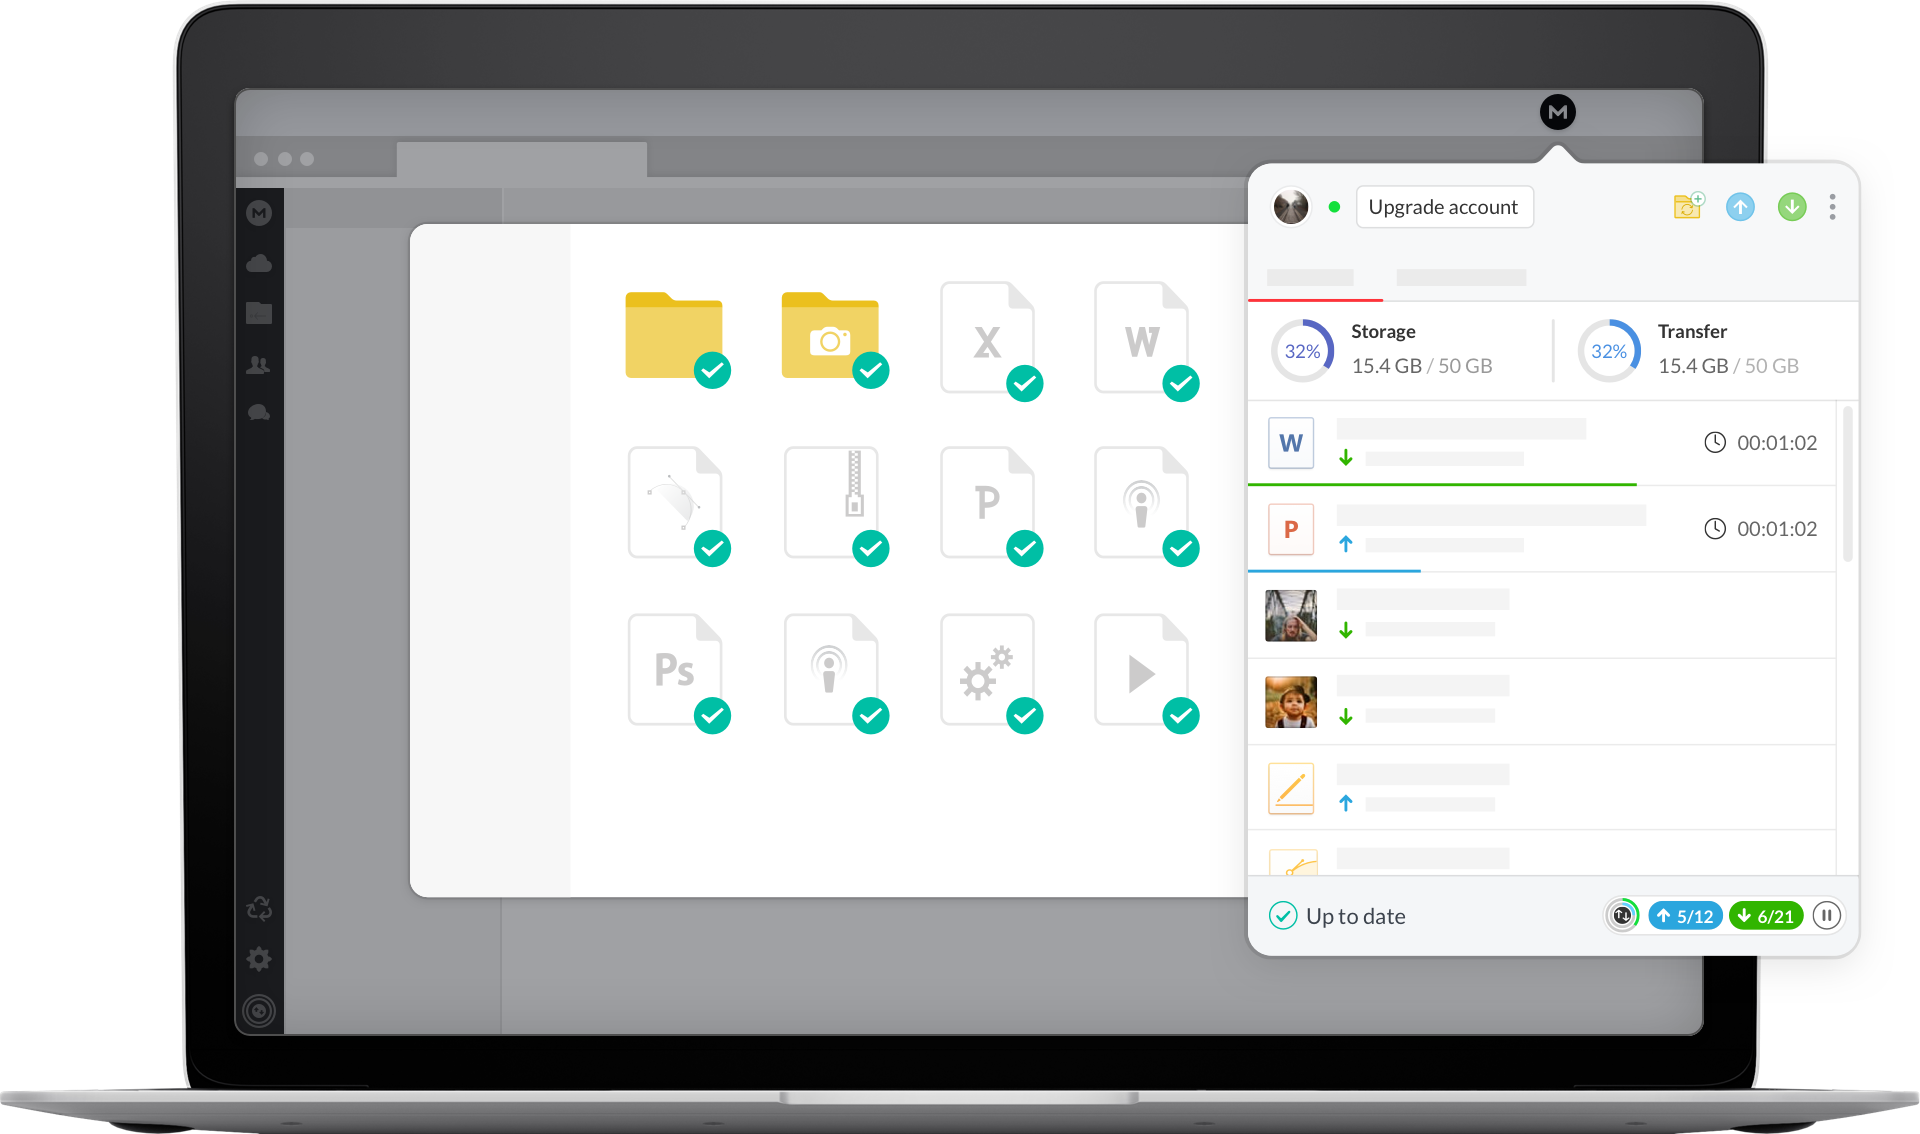 M
Upgrade account
M
32%
Storage
15.4 GB / 50 GB
32%
Transfer
15.4 GB / 50 GB
X
W
W
00:01:02
P
P
00:01:02
Ps
Up to date
5/12
6/21